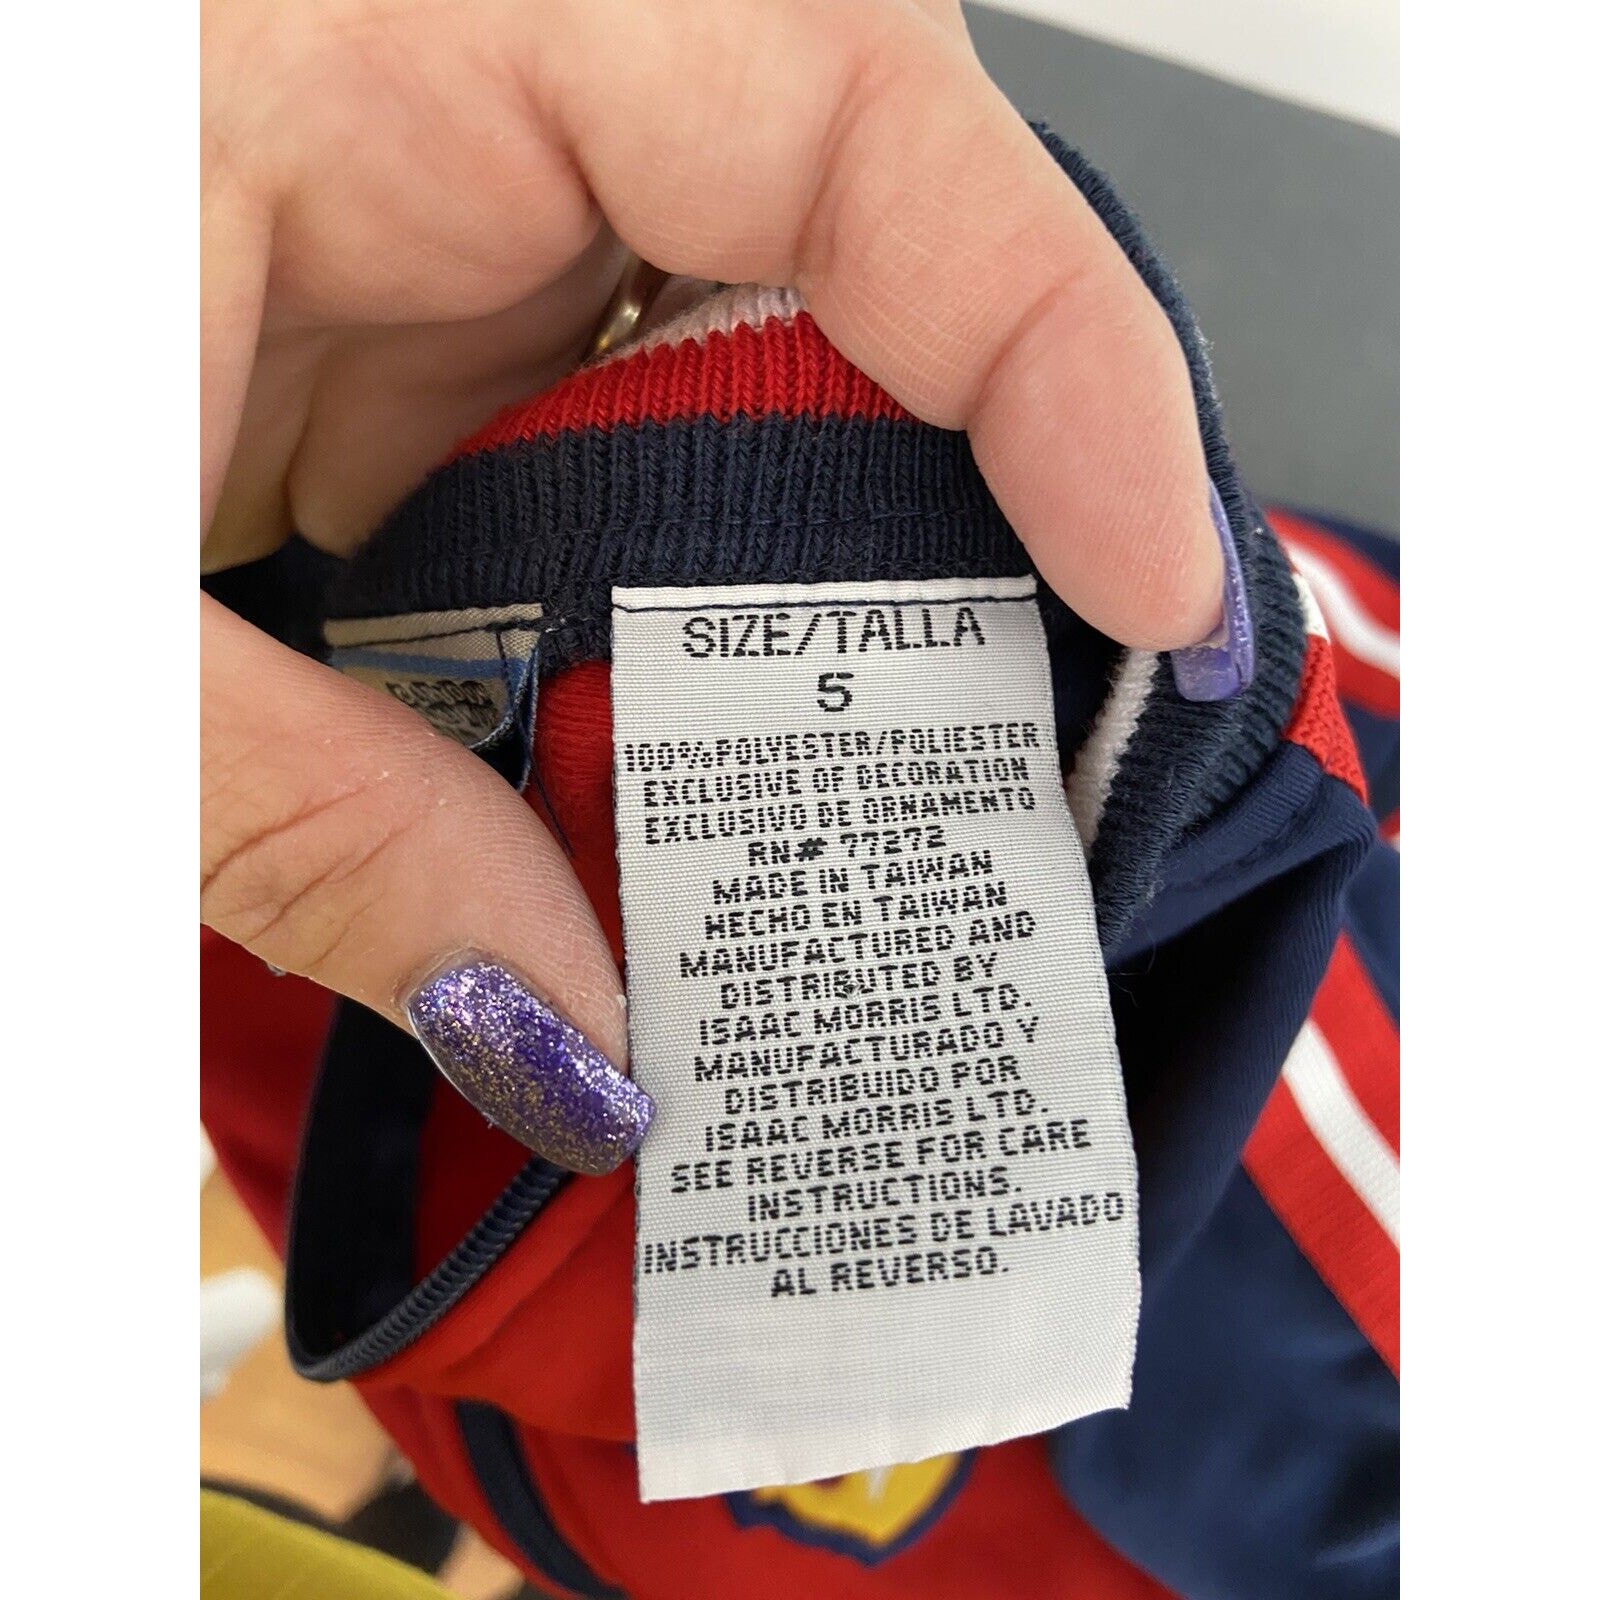 SIZE/TALLA
5
100%POLYESTER/POLIESTER
EXCLUSIVE OF DECORATION
EXCLUSIVO DE ORNAMENTO
RN# 77272
MADE IN TAIWAN
HECHO EN TAIWAN
MANUFACTURED AND
DISTRIBUTED BY
ISAAC MORRIS LTD.
MANUFACTURADO Y
DISTRIBUIDO POR
ISAAC MORRIS LTD.
SEE REVERSE FOR CARE
INSTRUCTIONS.
INSTRUCCIONES DE LAVADO
AL REVERSO.